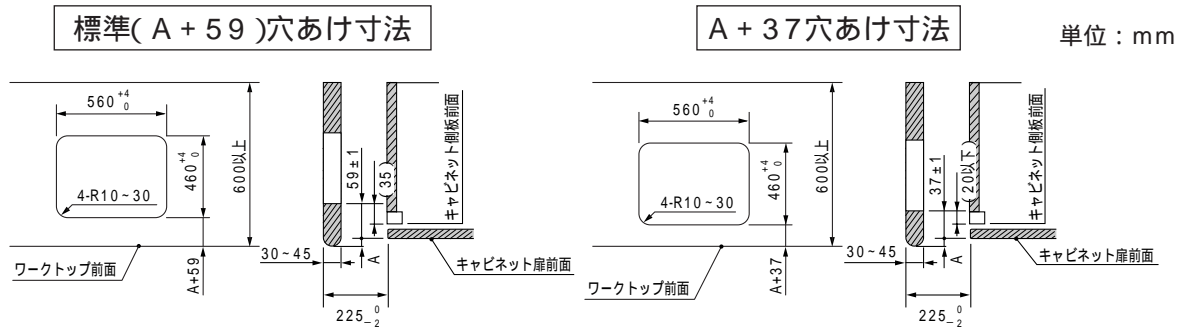 標準(A+59)穴あけ寸法
A+37穴あけ寸法
単位：mm
560 +4 0
460 +4 0
4-R10~30
600以上
ワークトップ前面
A+59
59±1
(35)
キャビネット側板前面
30~45
A
キャビネット扉前面
225 0 -2
560 +4 0
460 +4 0
4-R10~30
600以上
ワークトップ前面
A+37
37±1
(20以下)
キャビネット側板前面
30~45
A
キャビネット扉前面
225 0 -2